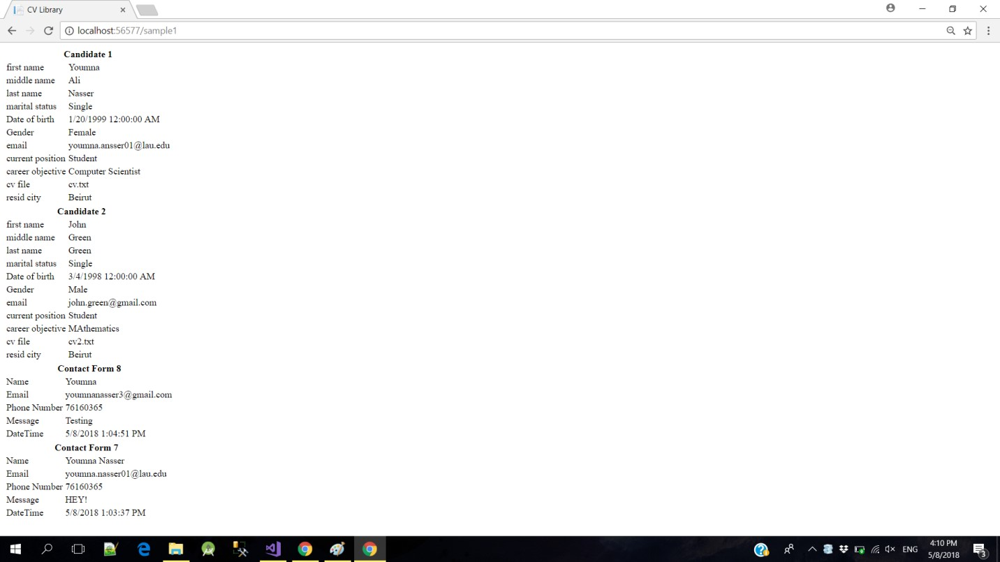 CV Library
localhost:56577/sample1
Candidate 1
first name Youmna
middle name Ali
last name Nasser
marital status Single
Date of birth 1/20/1999 12:00:00 AM
Gender Female
email youmna.ansser01@lau.edu
current position Student
career objective Computer Scientist
cv file cv.txt
resid city Beirut
Candidate 2
first name John
middle name Green
last name Green
marital status Single
Date of birth 3/4/1998 12:00:00 AM
Gender Male
email john.green@gmail.com
current position Student
career objective MAthematics
cv file cv2.txt
resid city Beirut
Contact Form 8
Name Youmna
Email youmnanasser3@gmail.com
Phone Number 76160365
Message Testing
DateTime 5/8/2018 1:04:51 PM
Contact Form 7
Name Youmna Nasser
Email youmna.nasser01@lau.edu
Phone Number 76160365
Message HEY!
DateTime 5/8/2018 1:03:37 PM
ENG
4:10 PM
5/8/2018
3